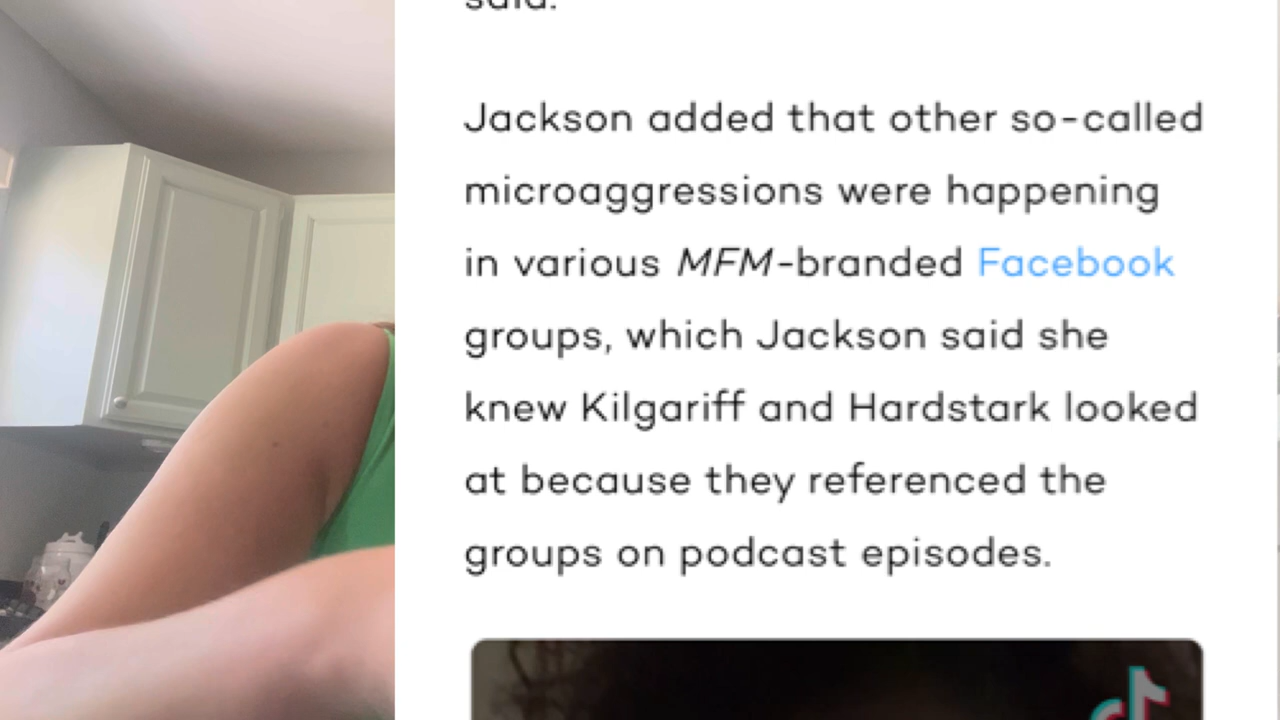 said.
Jackson added that other so-called
microaggressions were happening
in various MFM-branded Facebook
groups, which Jackson said she
knew Kilgariff and Hardstark looked
at because they referenced the
groups on podcast episodes.